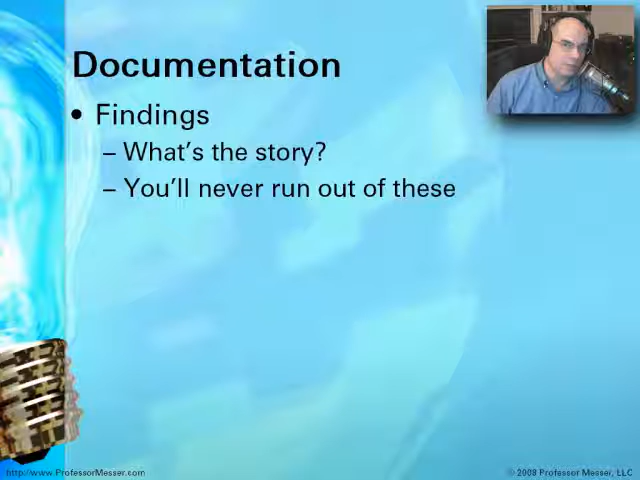 Documentation
• Findings
– What's the story?
– You'll never run out of these
http://www.ProfessorMesser.com
© 2008 Professor Messer, LLC